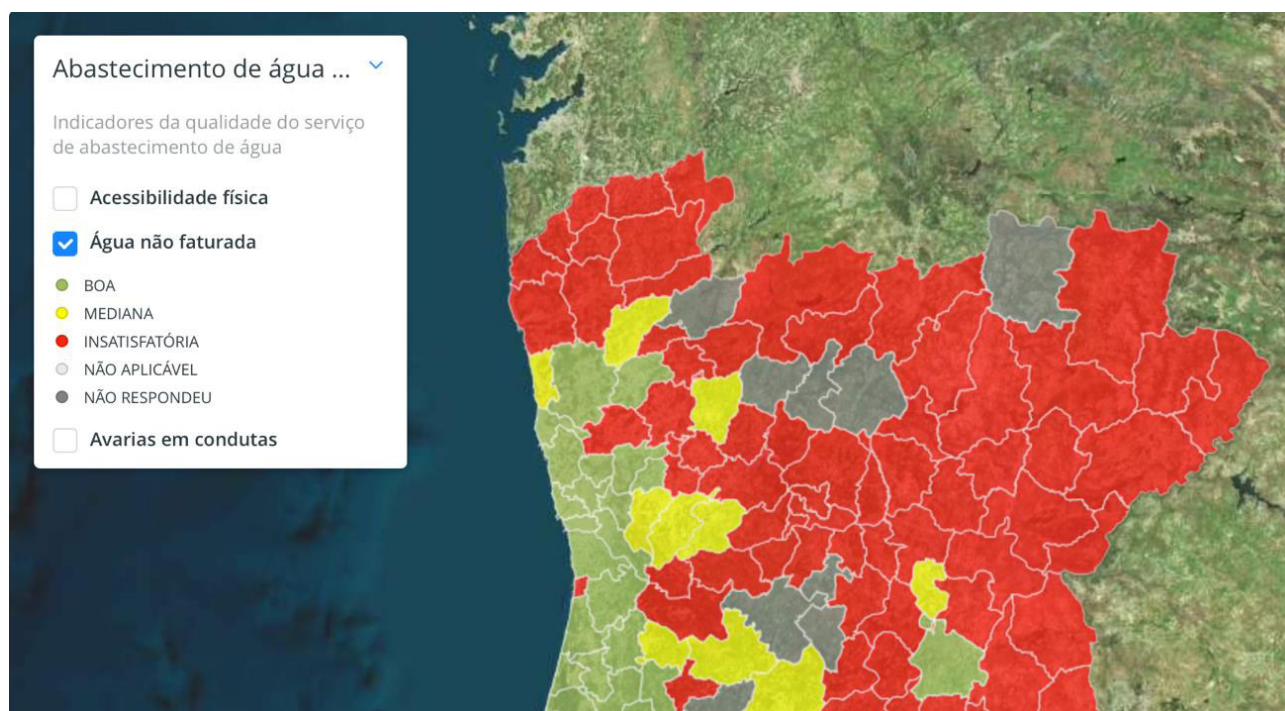 Abastecimento de água ...
Indicadores da qualidade do serviço
de abastecimento de água
Acessibilidade física
Água não faturada
BOA
MEDIANA
INSATISFATÓRIA
NÃO APLICÁVEL
NÃO RESPONDEU
Avarias em condutas